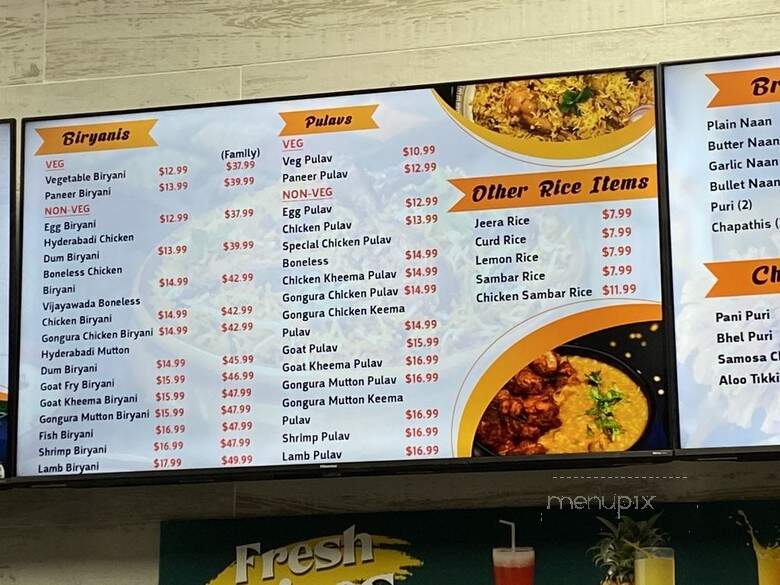 Biryanis
(Family)
VEG $37.99
Vegetable Biryani $12.99 $39.99
Paneer Biryani $13.99
NON-VEG
Egg Biryani $12.99 $37.99
Hyderabadi Chicken
Dum Biryani $13.99 $39.99
Boneless Chicken
Biryani $14.99 $42.99
Vijayawada Boneless
Chicken Biryani $14.99 $42.99
Gongura Chicken Biryani $14.99 $42.99
Hyderabadi Mutton
Dum Biryani $14.99 $45.99
Goat Fry Biryani $15.99 $46.99
Goat Kheema Biryani $15.99 $47.99
Gongura Mutton Biryani $15.99 $47.99
Fish Biryani $16.99 $47.99
Shrimp Biryani $16.99 $47.99
Lamb Biryani $17.99 $49.99
Pulavs
VEG
Veg Pulav $10.99
Paneer Pulav $12.99
NON-VEG
Egg Pulav $12.99
Chicken Pulav $13.99
Special Chicken Pulav
Boneless $14.99
Chicken Kheema Pulav $14.99
Gongura Chicken Pulav $14.99
Gongura Chicken Keema
Pulav $14.99
Goat Pulav $15.99
Goat Kheema Pulav $16.99
Gongura Mutton Pulav $16.99
Gongura Mutton Keema
Pulav $16.99
Shrimp Pulav $16.99
Lamb Pulav $16.99
Other Rice Items
Jeera Rice $7.99
Curd Rice $7.99
Lemon Rice $7.99
Sambar Rice $7.99
Chicken Sambar Rice $11.99
Hisense
Br
Plain Naan
Butter Naan
Garlic Naan
Bullet Naan
Puri (2)
Chapathis (
Ch
Pani Puri
Bhel Puri
Samosa Ch
Aloo Tikki
menupix
Fresh